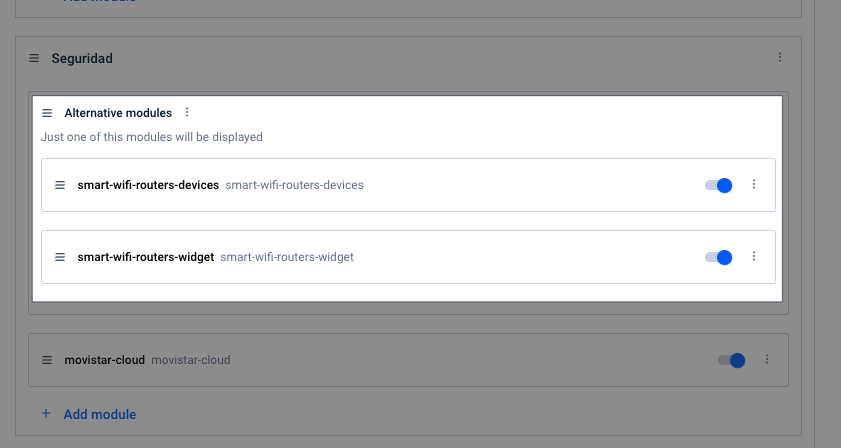 Add module
Seguridad
Alternative modules
Just one of this modules will be displayed
smart-wifi-routers-devices smart-wifi-routers-devices
smart-wifi-routers-widget smart-wifi-routers-widget
movistar-cloud movistar-cloud
+ Add module